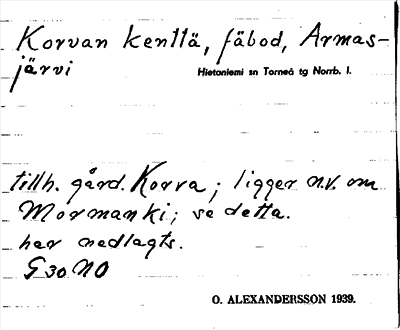 Korvan kenttä, fäbod, Armas-
järvi
Hietaniemi sn Torneå tg Norrb. l.
tillh. gård. Korva; ligger n.v. om
Mormanki; se detta.
har nedlagts.
G 30 NO
O. ALEXANDERSSON 1939.